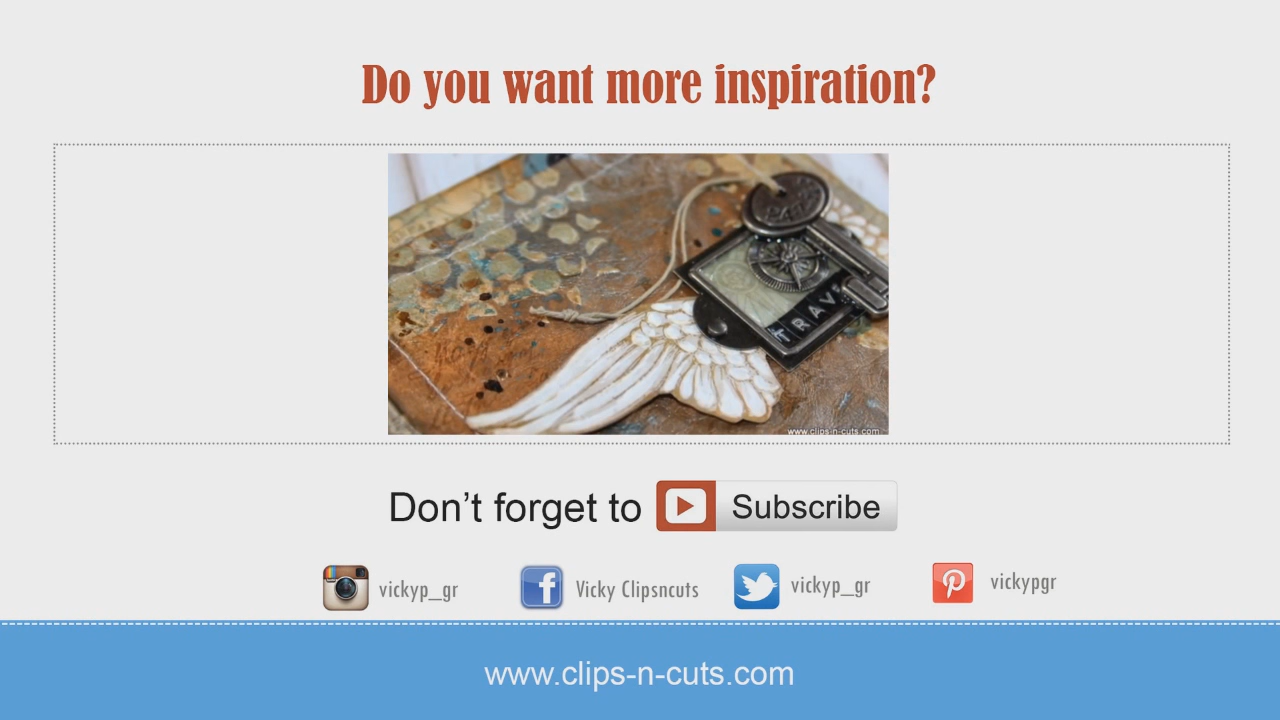 Do you want more inspiration?
TRAV
www.clips-n-cuts.com
Don't forget to Subscribe
vickyp_gr
Vicky Clipsncuts
vickyp_gr
vickypgr
www.clips-n-cuts.com